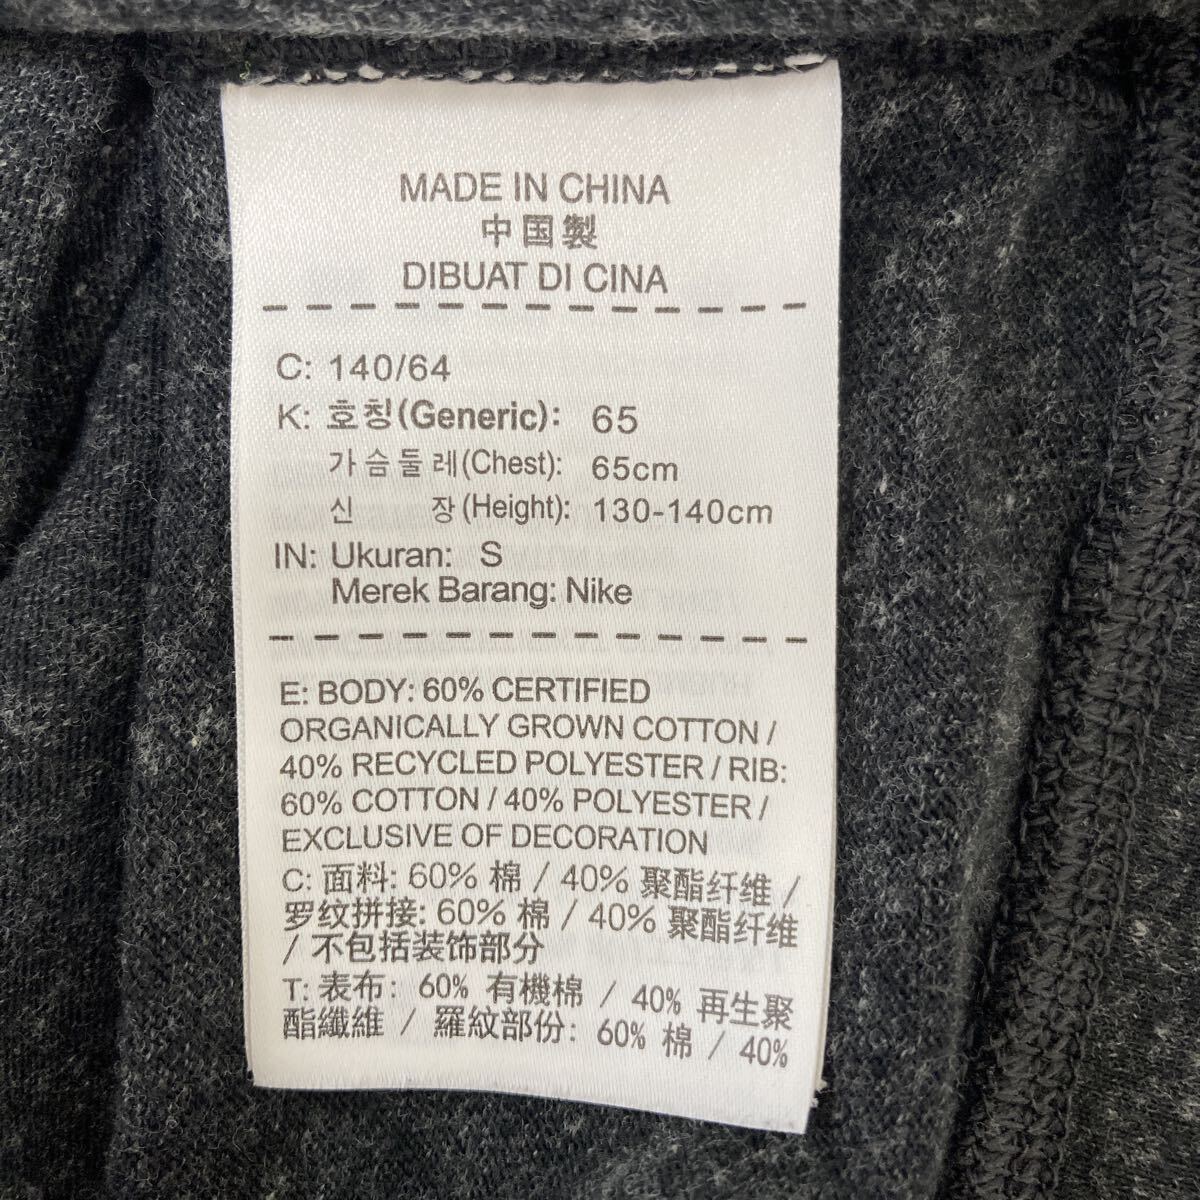 MADE IN CHINA
中国製
DIBUAT DI CINA
C: 140/64
K: 호칭(Generic): 65
가슴둘레(Chest): 65cm
신 장(Height): 130-140cm
IN: Ukuran: S
Merek Barang: Nike
E: BODY: 60% CERTIFIED
ORGANICALLY GROWN COTTON /
40% RECYCLED POLYESTER / RIB:
60% COTTON / 40% POLYESTER /
EXCLUSIVE OF DECORATION
C: 面料: 60% 棉 / 40% 聚酯纤维 /
罗纹拼接: 60% 棉 / 40% 聚酯纤维
/ 不包括装饰部分
T: 表布: 60% 有機棉 / 40% 再生聚
酯纖維 / 羅紋部份: 60% 棉 / 40%